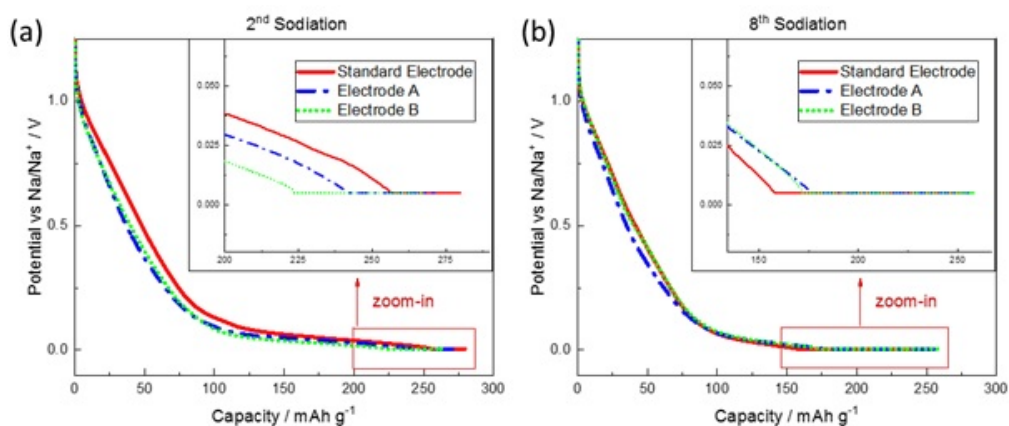 (a)
2nd Sodiation
Potential vs Na/Na+ / V
1.0
0.5
0.0
0 50 100 150 200 250 300
Capacity / mAh g-1
0.050
0.025
0.000
200 225 250 275
Standard Electrode
Electrode A
Electrode B
zoom-in
(b)
8th Sodiation
Potential vs Na/Na+ / V
1.0
0.5
0.0
0 50 100 150 200 250 300
Capacity / mAh g-1
0.050
0.025
0.000
150 200 250
Standard Electrode
Electrode A
Electrode B
zoom-in